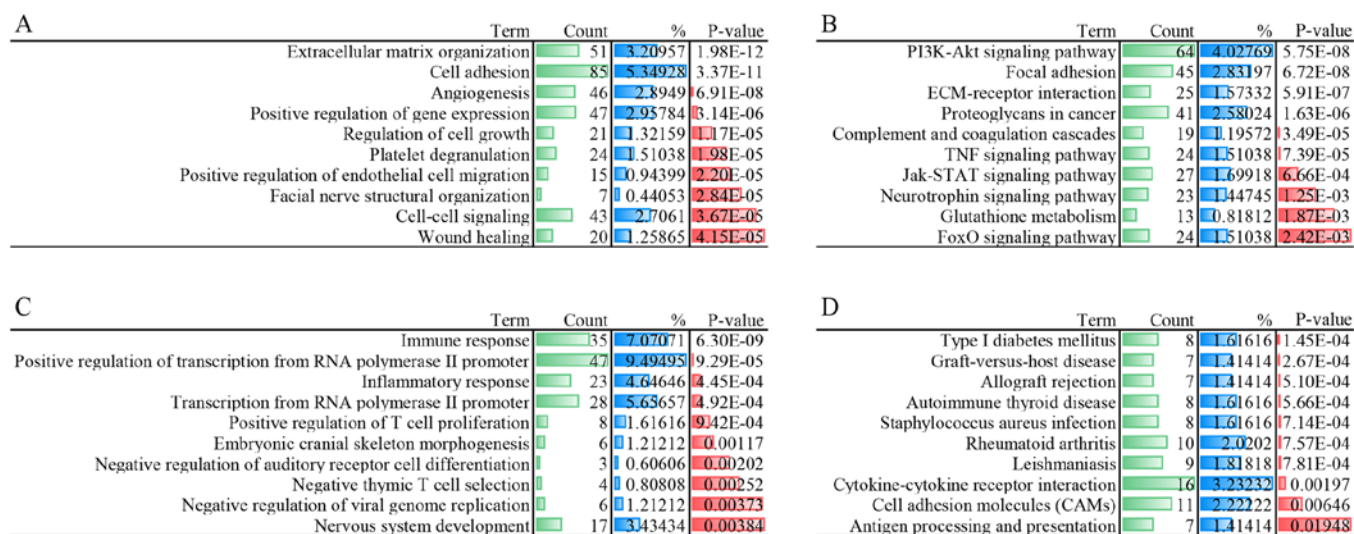 A
Term Count % P-value
Extracellular matrix organization 51 3.20957 1.98E-12
Cell adhesion 85 5.34928 3.37E-11
Angiogenesis 46 2.8949 6.91E-08
Positive regulation of gene expression 47 2.95784 3.14E-06
Regulation of cell growth 21 1.32159 1.17E-05
Platelet degranulation 24 1.51038 1.98E-05
Positive regulation of endothelial cell migration 15 0.94399 2.20E-05
Facial nerve structural organization 7 0.44053 2.84E-05
Cell-cell signaling 43 2.7061 3.67E-05
Wound healing 20 1.25865 4.15E-05
B
Term Count % P-value
PI3K-Akt signaling pathway 64 4.02769 5.75E-08
Focal adhesion 45 2.83197 6.72E-08
ECM-receptor interaction 25 1.57332 5.91E-07
Proteoglycans in cancer 41 2.58024 1.63E-06
Complement and coagulation cascades 19 1.19572 3.49E-05
TNF signaling pathway 24 1.51038 7.39E-05
Jak-STAT signaling pathway 27 1.69918 6.66E-04
Neurotrophin signaling pathway 23 1.44745 1.25E-03
Glutathione metabolism 13 0.81812 1.87E-03
FoxO signaling pathway 24 1.51038 2.42E-03
C
Term Count % P-value
Immune response 35 7.07071 6.30E-09
Positive regulation of transcription from RNA polymerase II promoter 47 9.49495 9.29E-05
Inflammatory response 23 4.64646 4.45E-04
Transcription from RNA polymerase II promoter 28 5.65657 4.92E-04
Positive regulation of T cell proliferation 8 1.61616 9.42E-04
Embryonic cranial skeleton morphogenesis 6 1.21212 0.00117
Negative regulation of auditory receptor cell differentiation 3 0.60606 0.00202
Negative thymic T cell selection 4 0.80808 0.00252
Negative regulation of viral genome replication 6 1.21212 0.00373
Nervous system development 17 3.43434 0.00384
D
Term Count % P-value
Type I diabetes mellitus 8 1.61616 1.45E-04
Graft-versus-host disease 7 1.41414 2.67E-04
Allograft rejection 7 1.41414 5.10E-04
Autoimmune thyroid disease 8 1.61616 5.66E-04
Staphylococcus aureus infection 8 1.61616 7.14E-04
Rheumatoid arthritis 10 2.0202 7.57E-04
Leishmaniasis 9 1.81818 7.81E-04
Cytokine-cytokine receptor interaction 16 3.23232 0.00197
Cell adhesion molecules (CAMs) 11 2.22222 0.00646
Antigen processing and presentation 7 1.41414 0.01948